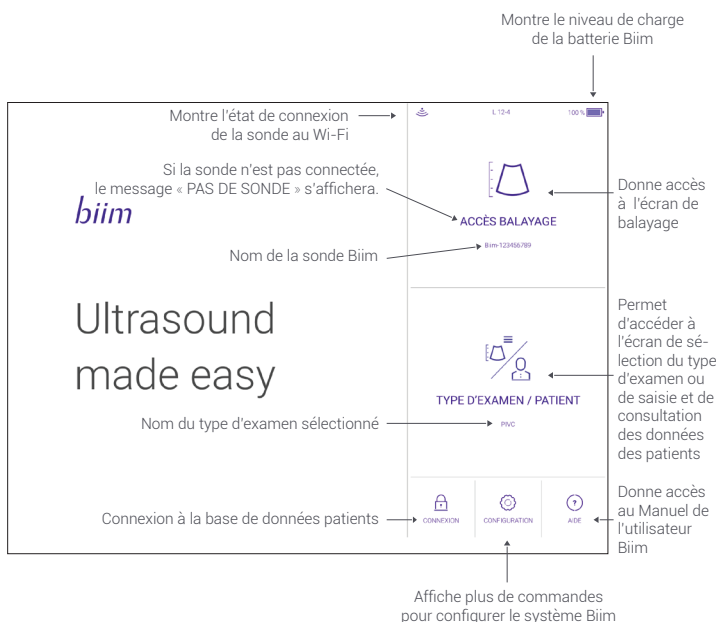 Montre le niveau de charge
de la batterie Biim
Montre l'état de connexion
de la sonde au Wi-Fi
L 12-4
100 %
Si la sonde n'est pas connectée,
le message « PAS DE SONDE » s'affichera.
biim
ACCÈS BALAYAGE
Donne accès
à l'écran de
balayage
Nom de la sonde Biim
Biim-123456789
Ultrasound
made easy
Permet
d'accéder à
l'écran de sé-
lection du type
d'examen ou
de saisie et de
consultation
des données
des patients
TYPE D'EXAMEN / PATIENT
Nom du type d'examen sélectionné
PIVC
Connexion à la base de données patients
CONNEXION
CONFIGURATION
?
AIDE
Donne accès
au Manuel de
l'utilisateur
Biim
Affiche plus de commandes
pour configurer le système Biim